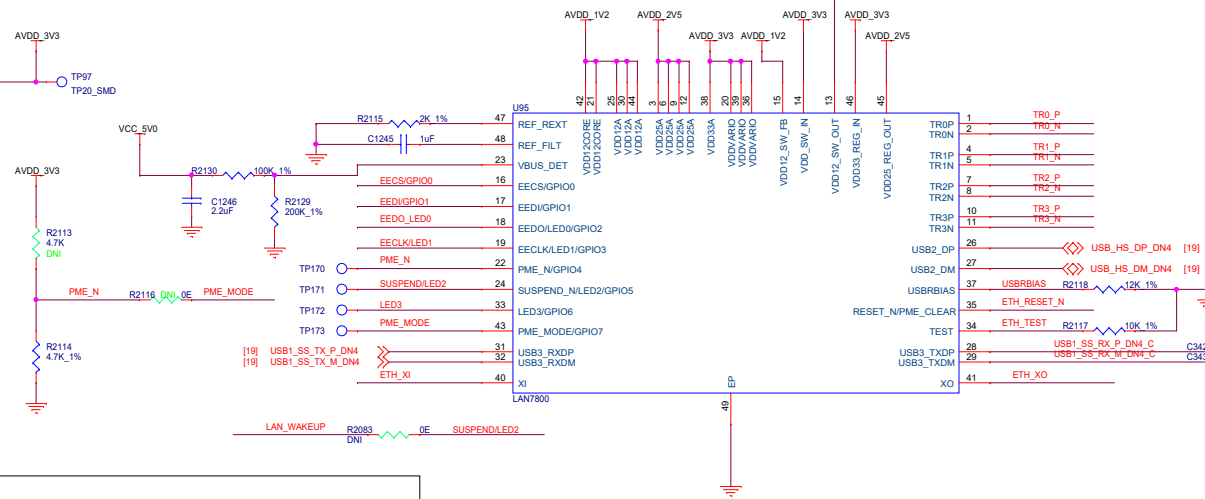 AVDD_1V2
AVDD_2V5
AVDD_3V3
AVDD_1V2
AVDD_3V3
AVDD_3V3
AVDD_2V5
AVDD_3V3
TP97
TP20_SMD
VCC_5V0
AVDD_3V3
R2113
4.7K
DNI
PME_N
R2116
DNI
0E
PME_MODE
R2114
4.7K_1%
R2130
100K_1%
C1246
2.2uF
R2129
200K_1%
R2115
2K_1%
C1245
1uF
EECS/GPIO0
EEDI/GPIO1
EEDO_LED0
EECLK/LED1
TP170
PME_N
TP171
SUSPEND/LED2
TP172
LED3
TP173
PME_MODE
[19] USB1_SS_TX_P_DN4
[19] USB1_SS_TX_M_DN4
ETH_XI
LAN_WAKEUP
R2083
DNI
0E
SUSPEND/LED2
U95
47 REF_REXT
48 REF_FILT
23 VBUS_DET
16 EECS/GPIO0
17 EEDI/GPIO1
18 EEDO/LED0/GPIO2
19 EECLK/LED1/GPIO3
22 PME_N/GPIO4
24 SUSPEND_N/LED2/GPIO5
33 LED3/GPIO6
43 PME_MODE/GPIO7
31 USB3_RXDP
32 USB3_RXDM
40 XI
LAN7800
42 VDD12CORE
21 VDD12CORE
25 VDD12A
30 VDD12A
44 VDD12A
3 VDD25A
6 VDD25A
9 VDD25A
12 VDD25A
38 VDD33A
20 VDDVARIO
39 VDDVARIO
36 VDDVARIO
15 VDD12_SW_FB
14 VDD_SW_IN
13 VDD12_SW_OUT
46 VDD33_REG_IN
45 VDD25_REG_OUT
EP
49
TR0P 1 TR0_P
TR0N 2 TR0_N
TR1P 4 TR1_P
TR1N 5 TR1_N
TR2P 7 TR2_P
TR2N 8 TR2_N
TR3P 10 TR3_P
TR3N 11 TR3_N
USB2_DP 26 USB_HS_DP_DN4 [19]
USB2_DM 27 USB_HS_DM_DN4 [19]
USBRBIAS 37 USBRBIAS R2118 12K_1%
RESET_N/PME_CLEAR 35 ETH_RESET_N
TEST 34 ETH_TEST R2117 10K_1%
USB3_TXDP 28 USB1_SS_RX_P_DN4_C C342
USB3_TXDM 29 USB1_SS_RX_M_DN4_C C343
XO 41 ETH_XO